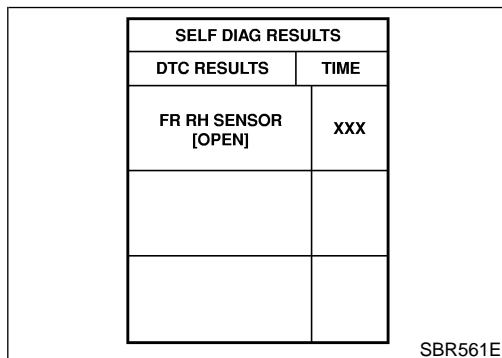 SELF DIAG RESULTS
DTC RESULTS TIME
FR RH SENSOR
[OPEN]
XXX
SBR561E